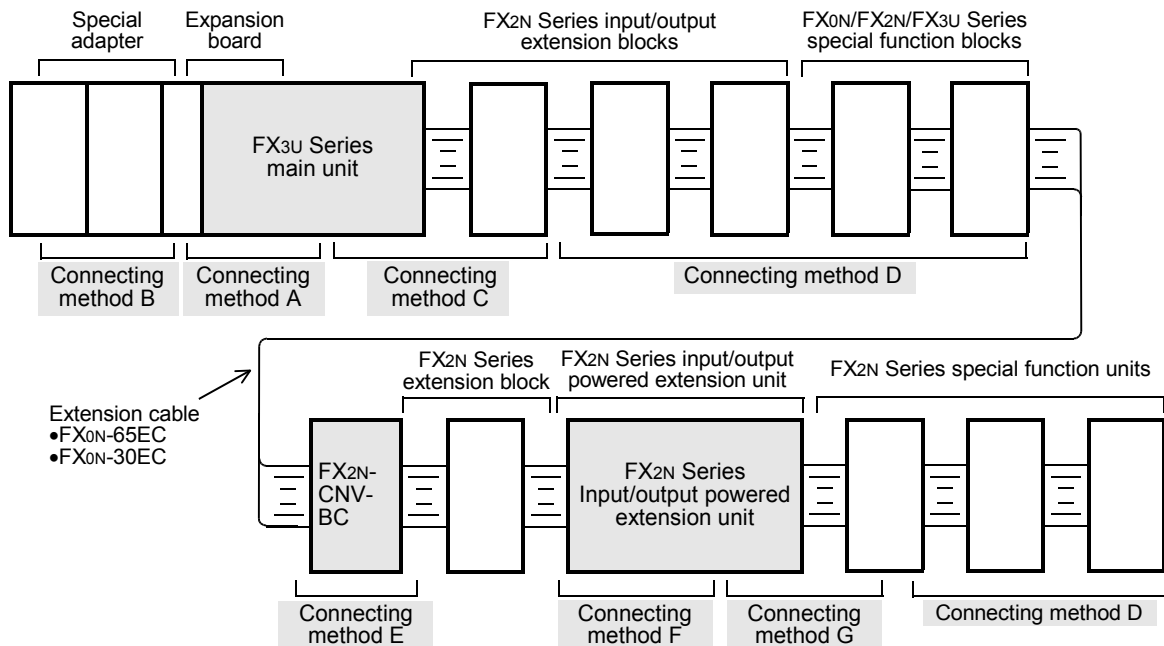 Special
adapter
Expansion
board
FX2N Series input/output
extension blocks
FX0N/FX2N/FX3U Series
special function blocks
FX3U Series
main unit
Connecting
method B
Connecting
method A
Connecting
method C
Connecting method D
Extension cable
•FX0N-65EC
•FX0N-30EC
FX2N Series
extension block
FX2N Series input/output
powered extension unit
FX2N Series special function units
FX2N-
CNV-
BC
FX2N Series
Input/output powered
extension unit
Connecting
method E
Connecting
method F
Connecting
method G
Connecting method D